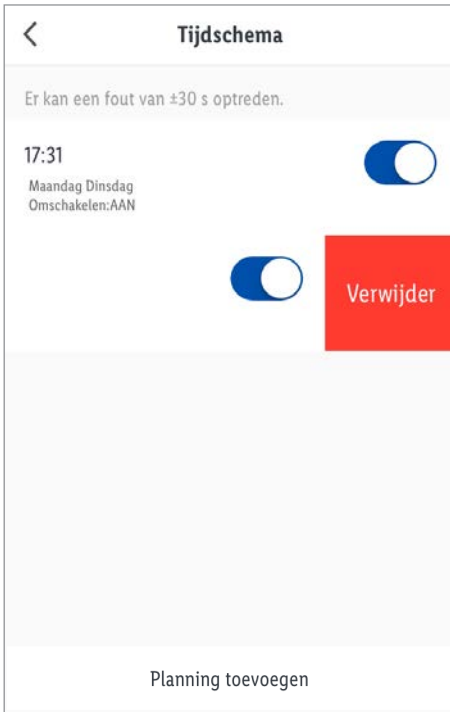 Tijdschema
Er kan een fout van ±30 s optreden.
17:31
Maandag Dinsdag
Omschakelen:AAN
Verwijder
Planning toevoegen